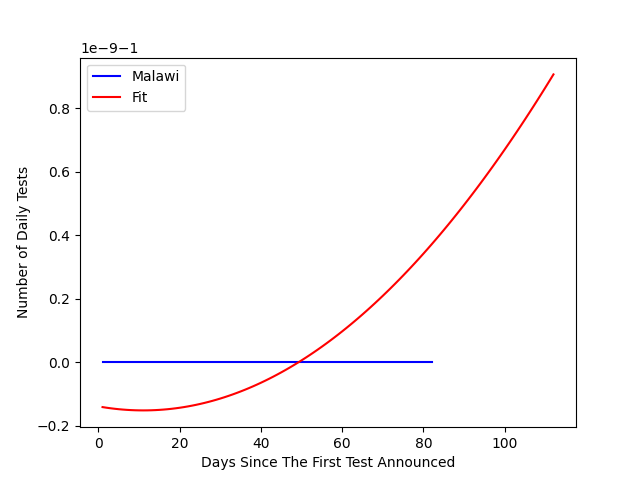 1e−9−1
Malawi
Fit
0.8
0.6
0.4
0.2
0.0
−0.2
Number of Daily Tests
0 20 40 60 80 100
Days Since The First Test Announced